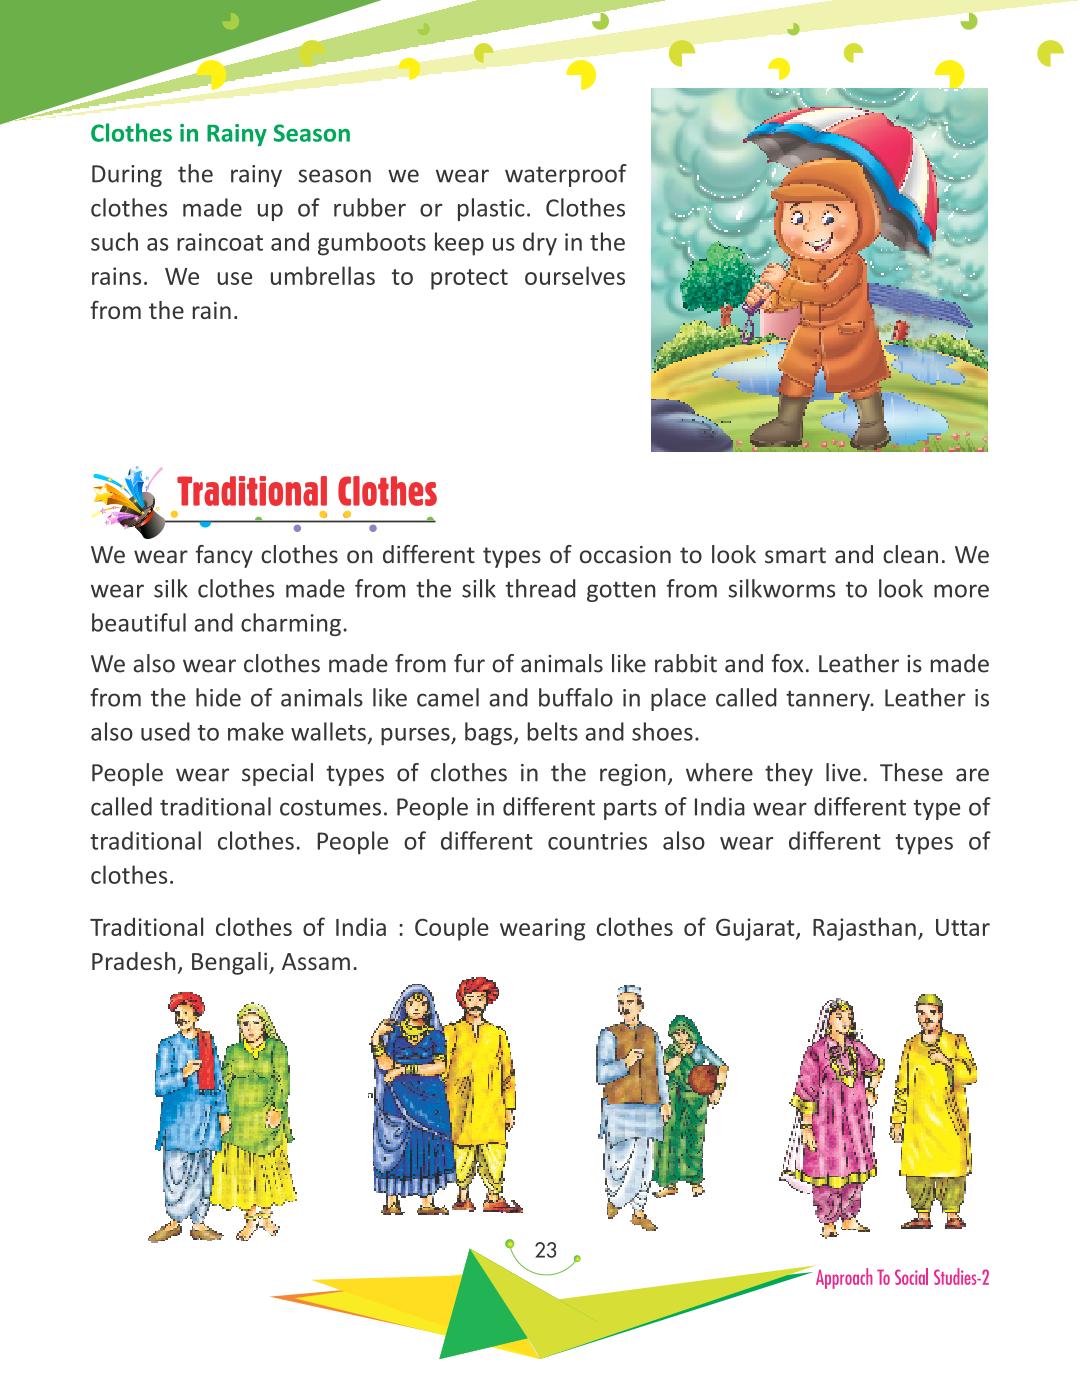 Clothes in Rainy Season
During the rainy season we wear waterproof
clothes made up of rubber or plastic. Clothes
such as raincoat and gumboots keep us dry in the
rains. We use umbrellas to protect ourselves
from the rain.
Traditional Clothes
We wear fancy clothes on different types of occasion to look smart and clean. We
wear silk clothes made from the silk thread gotten from silkworms to look more
beautiful and charming.
We also wear clothes made from fur of animals like rabbit and fox. Leather is made
from the hide of animals like camel and buffalo in place called tannery. Leather is
also used to make wallets, purses, bags, belts and shoes.
People wear special types of clothes in the region, where they live. These are
called traditional costumes. People in different parts of India wear different type of
traditional clothes. People of different countries also wear different types of
clothes.
Traditional clothes of India : Couple wearing clothes of Gujarat, Rajasthan, Uttar
Pradesh, Bengali, Assam.
23
Approach To Social Studies-2